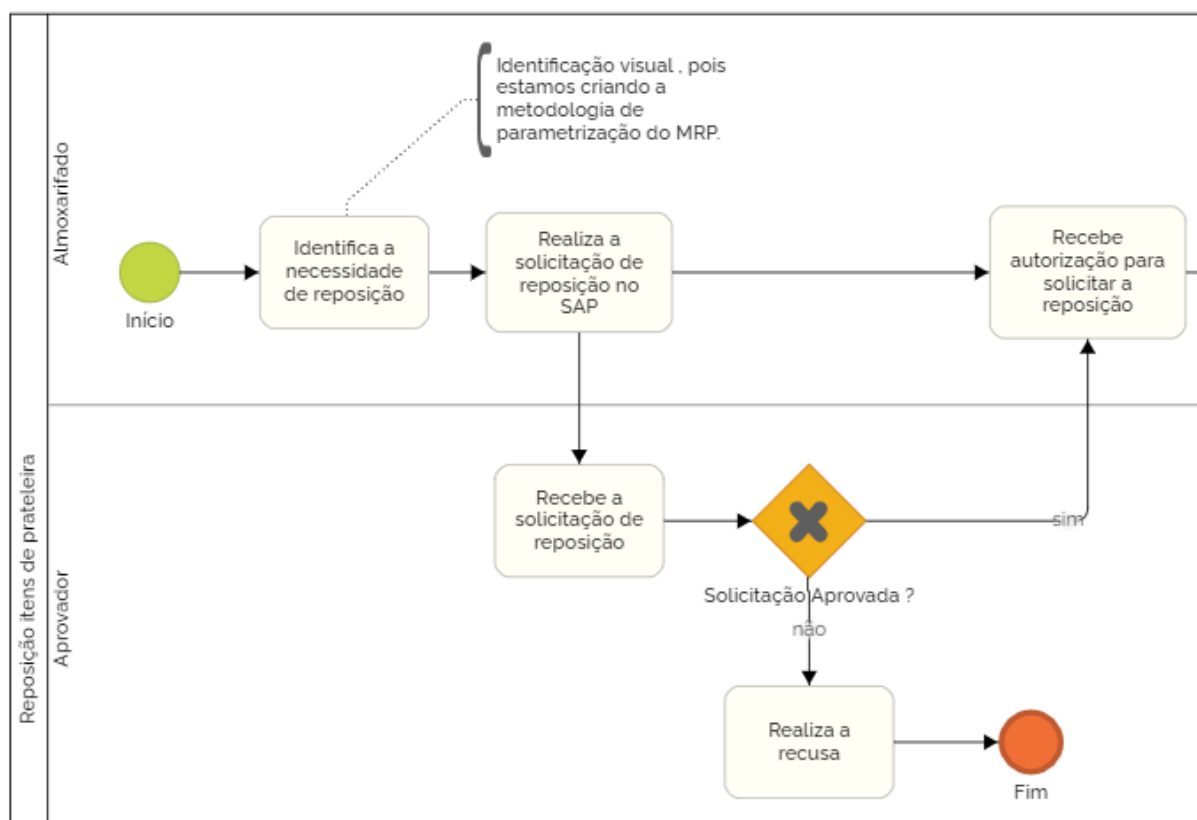 Reposição itens de prateleira
Almoxarifado
Identificação visual , pois
estamos criando a
metodologia de
parametrização do MRP.
Início
Identifica a
necessidade
de reposição
Realiza a
solicitação de
reposição no
SAP
Recebe
autorização para
solicitar a
reposição
Aprovador
Recebe a
solicitação de
reposição
Solicitação Aprovada ?
sim
não
Realiza a
recusa
Fim